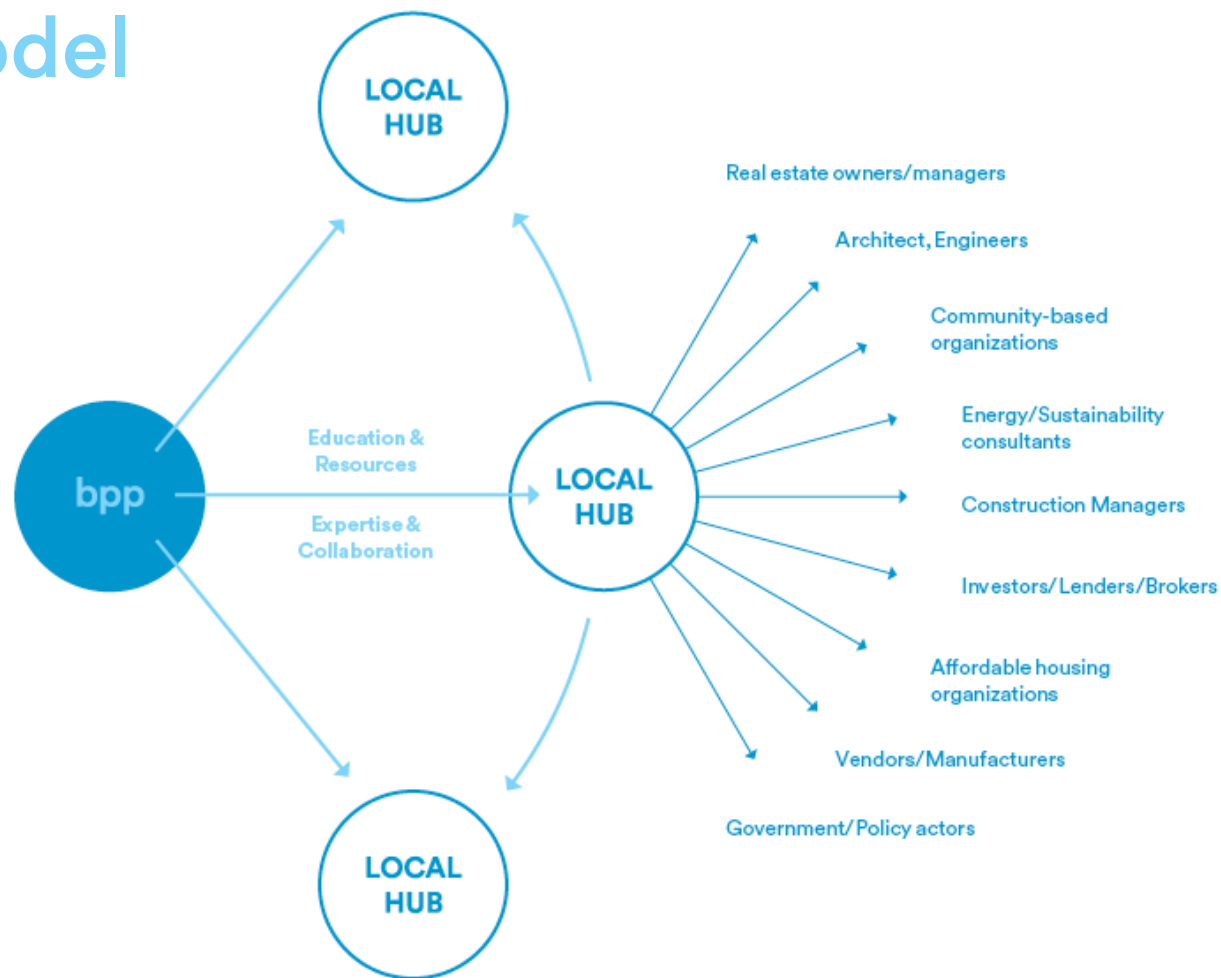 odel
LOCAL
HUB
Real estate owners/managers
Architect, Engineers
Community-based
organizations
Energy/Sustainability
consultants
Education &
Resources
bpp
LOCAL
HUB
Expertise &
Collaboration
Construction Managers
Investors/Lenders/Brokers
Affordable housing
organizations
Vendors/Manufacturers
Government/Policy actors
LOCAL
HUB